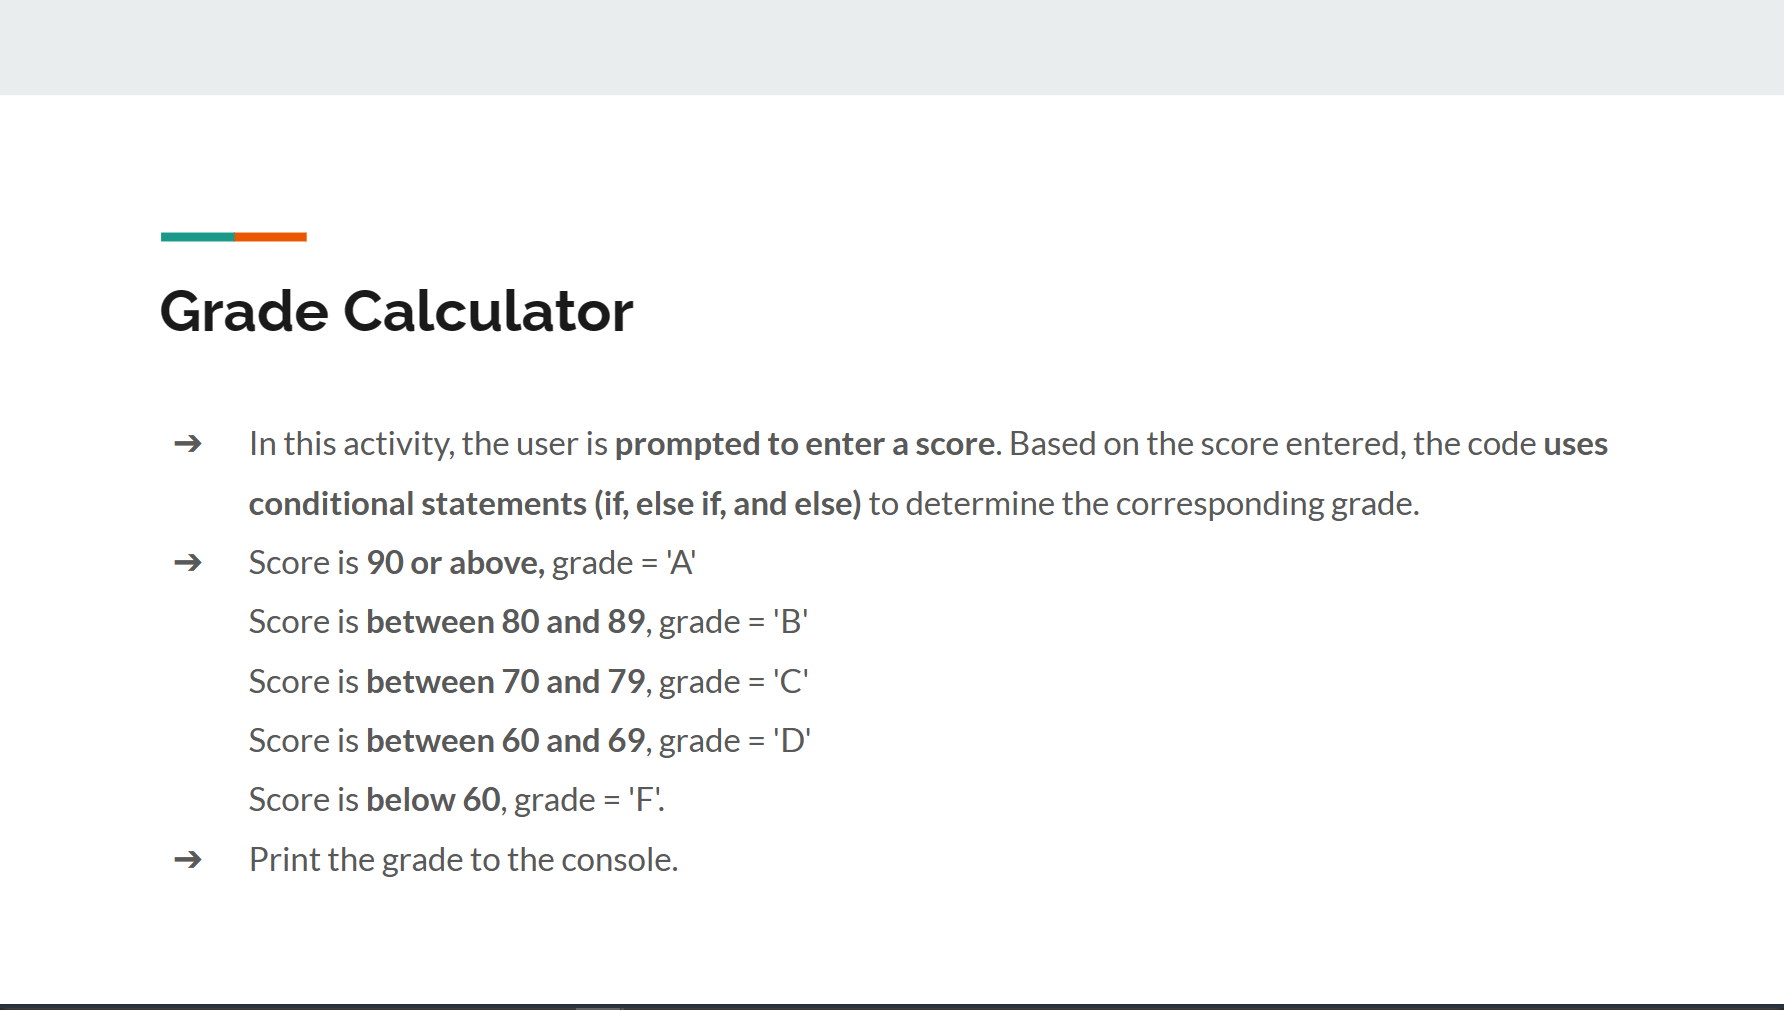 Grade Calculator
➔ In this activity, the user is prompted to enter a score. Based on the score entered, the code uses
conditional statements (if, else if, and else) to determine the corresponding grade.
➔ Score is 90 or above, grade = 'A'
Score is between 80 and 89, grade = 'B'
Score is between 70 and 79, grade = 'C'
Score is between 60 and 69, grade = 'D'
Score is below 60, grade = 'F'.
➔ Print the grade to the console.